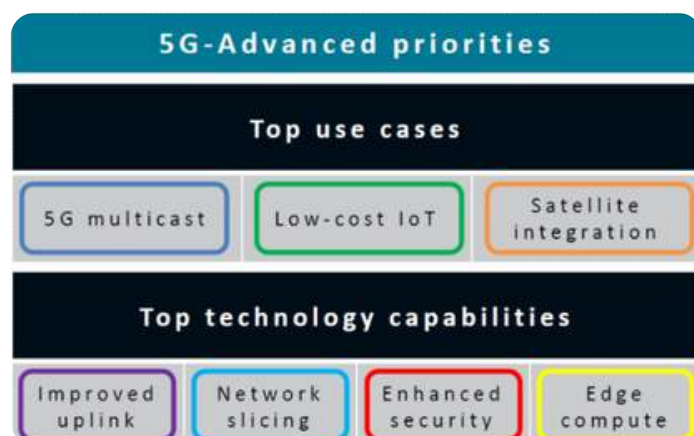 5G-Advanced priorities
Top use cases
5G multicast
Low-cost IoT
Satellite
integration
Top technology capabilities
Improved
uplink
Network
slicing
Enhanced
security
Edge
compute